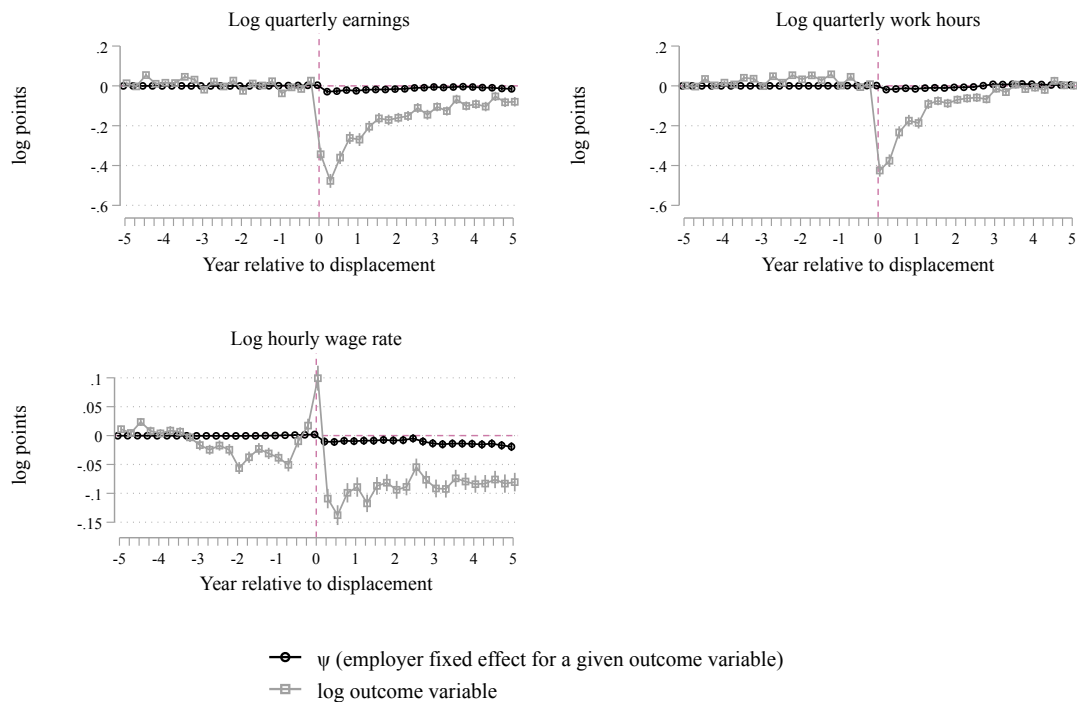 Log quarterly earnings
.2
0
-.2
-.4
-.6
log points
-5 -4 -3 -2 -1 0 1 2 3 4 5
Year relative to displacement
Log quarterly work hours
.2
0
-.2
-.4
-.6
log points
-5 -4 -3 -2 -1 0 1 2 3 4 5
Year relative to displacement
Log hourly wage rate
.1
.05
0
-.05
-.1
-.15
log points
-5 -4 -3 -2 -1 0 1 2 3 4 5
Year relative to displacement
ψ (employer fixed effect for a given outcome variable)
log outcome variable